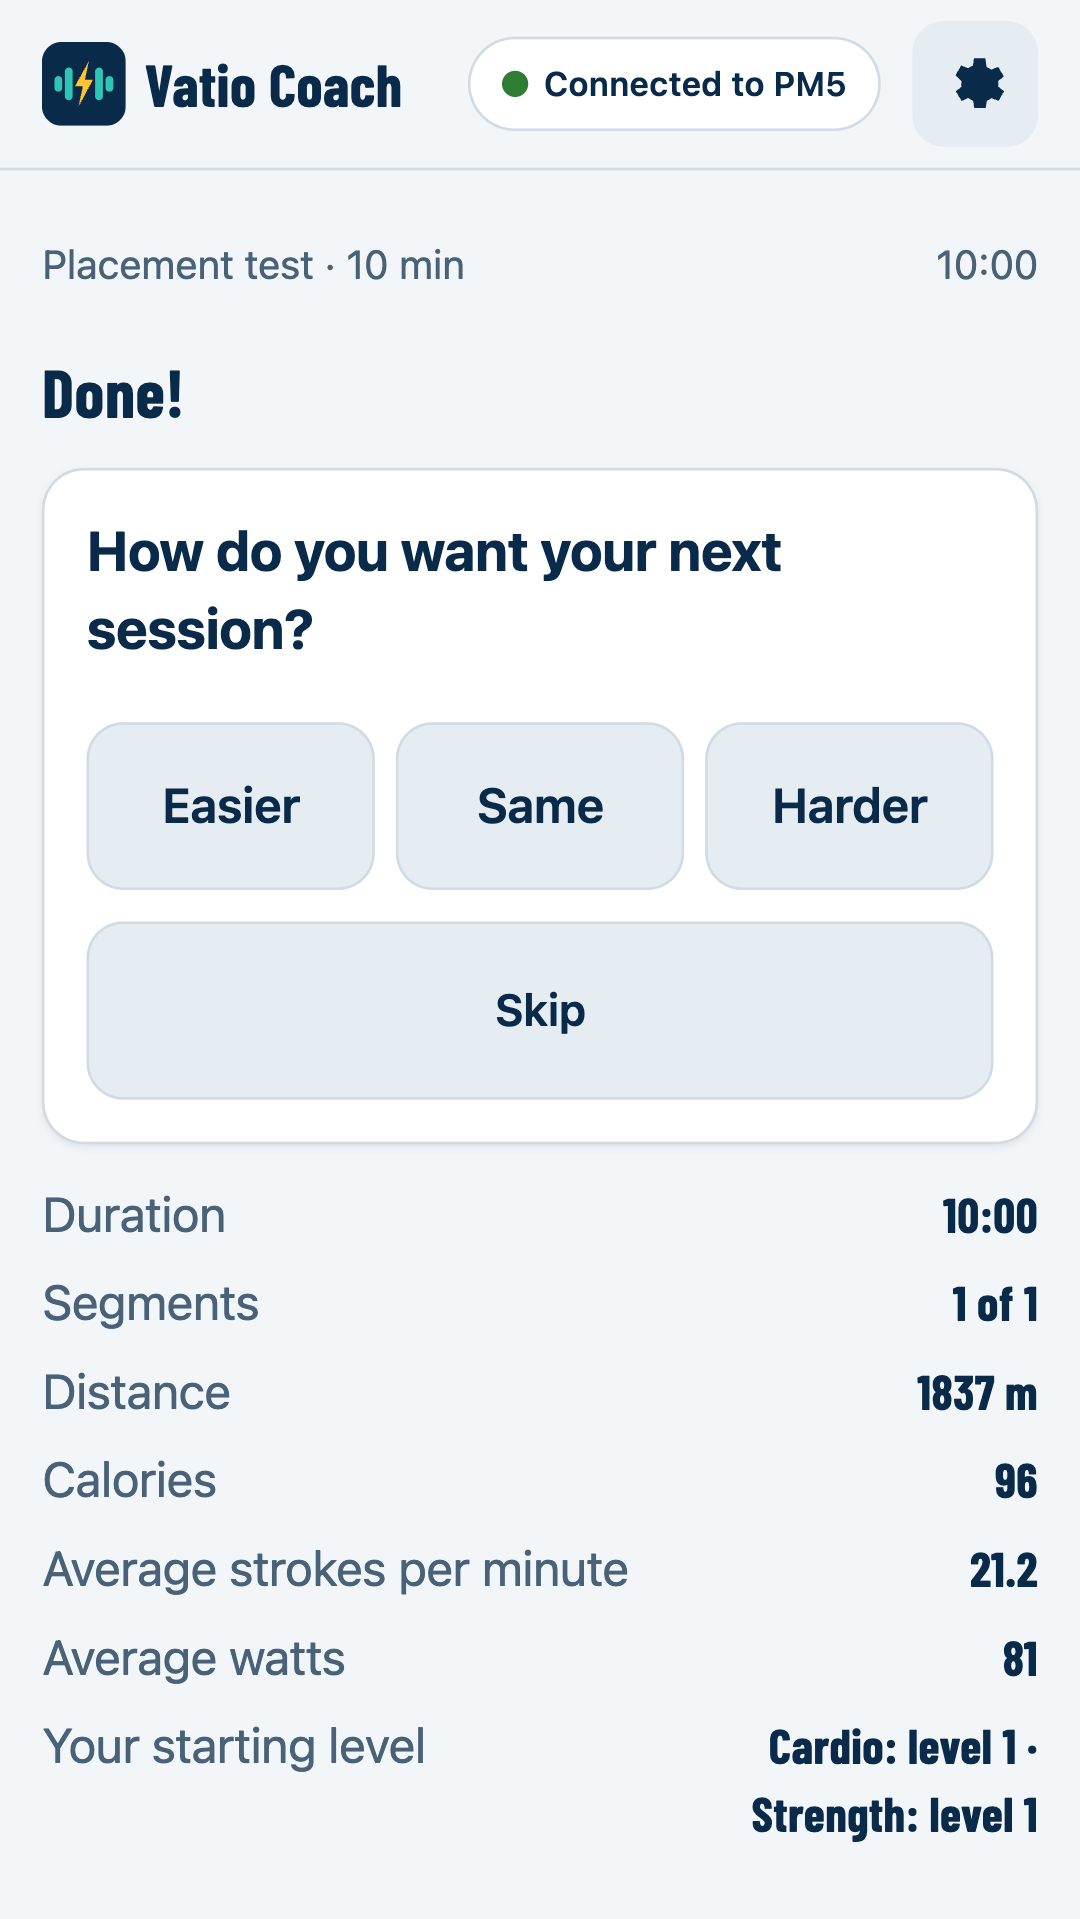 Vatio Coach
Connected to PM5
Placement test · 10 min
10:00
Done!
How do you want your next
session?
Easier
Same
Harder
Skip
Duration
10:00
Segments
1 of 1
Distance
1837 m
Calories
96
Average strokes per minute
21.2
Average watts
81
Your starting level
Cardio: level 1 ·
Strength: level 1